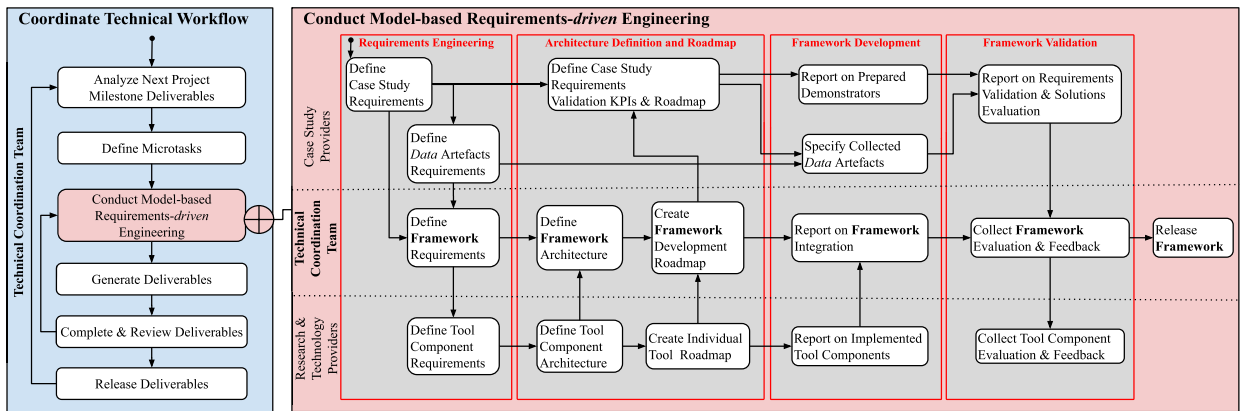 Coordinate Technical Workflow
Technical Coordination Team
Analyze Next Project
Milestone Deliverables
Define Microtasks
Conduct Model-based
Requirements-driven
Engineering
Generate Deliverables
Complete & Review Deliverables
Release Deliverables
Conduct Model-based Requirements-driven Engineering
Requirements Engineering
Architecture Definition and Roadmap
Framework Development
Framework Validation
Case Study
Providers
Define
Case Study
Requirements
Define
Data Artefacts
Requirements
Define Case Study
Requirements
Validation KPIs & Roadmap
Report on Prepared
Demonstrators
Specify Collected
Data Artefacts
Report on Requirements
Validation & Solutions
Evaluation
Technical
Coordination
Team
Define
Framework
Requirements
Define
Framework
Architecture
Create
Framework
Development
Roadmap
Report on Framework
Integration
Collect Framework
Evaluation & Feedback
Release
Framework
Research &
Technology
Providers
Define Tool
Component
Requirements
Define Tool
Component
Architecture
Create Individual
Tool Roadmap
Report on Implemented
Tool Components
Collect Tool Component
Evaluation & Feedback